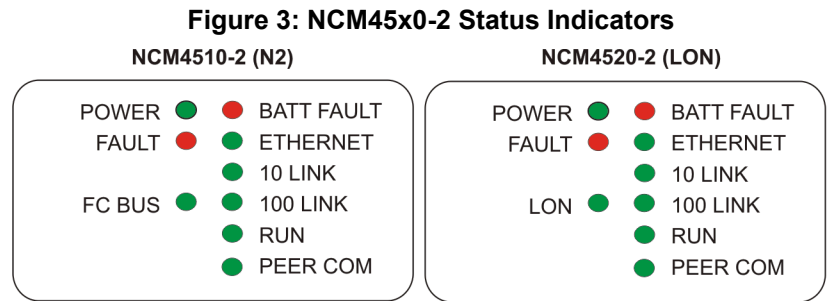 Figure 3: NCM45x0-2 Status Indicators
NCM4510-2 (N2)
POWER BATT FAULT
FAULT ETHERNET
10 LINK
FC BUS 100 LINK
RUN
PEER COM
NCM4520-2 (LON)
POWER BATT FAULT
FAULT ETHERNET
10 LINK
LON 100 LINK
RUN
PEER COM